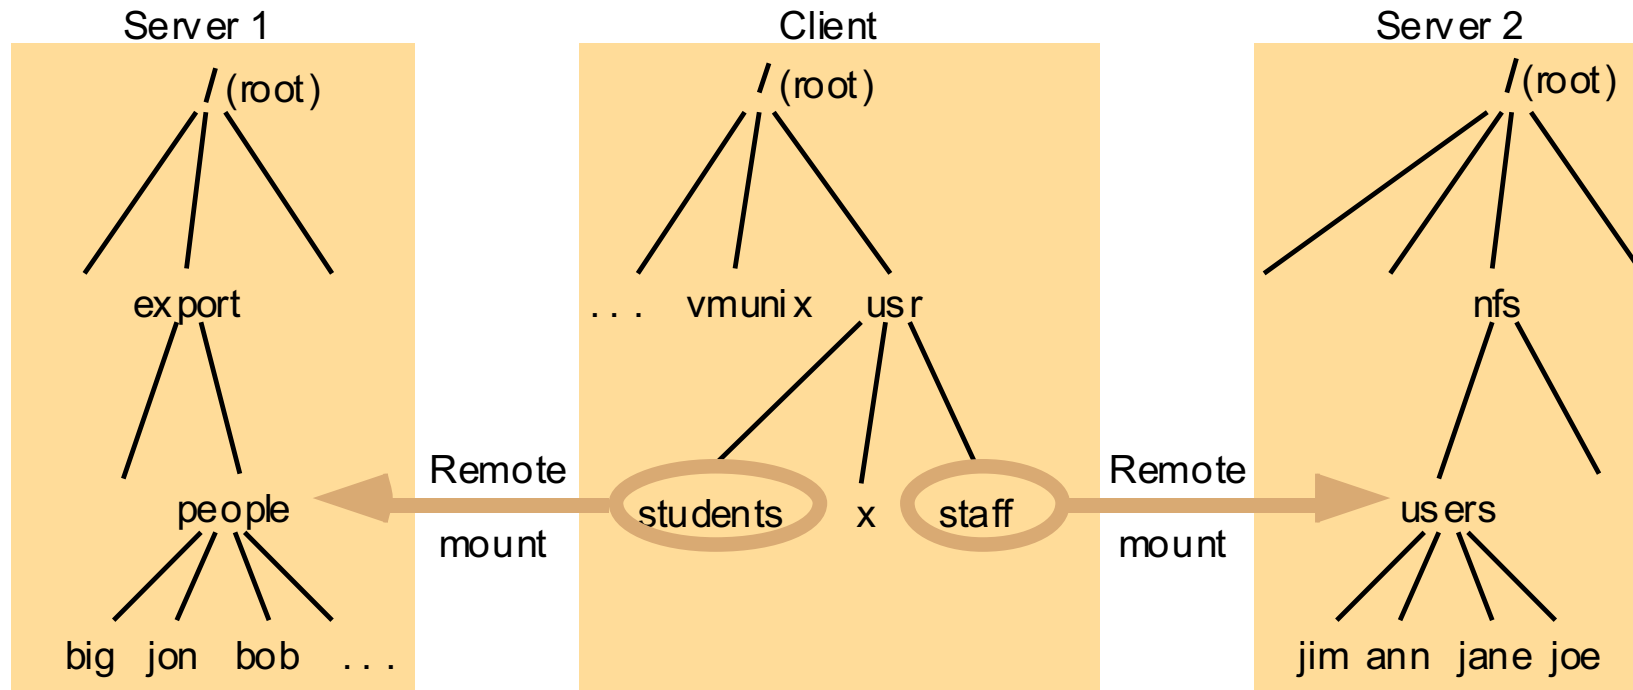 Server 1 Client Server 2
/ (root) / (root) / (root)
export . . . vmunix usr nfs
Remote Remote
people students x staff users
mount mount
big jon bob . . . jim ann jane joe